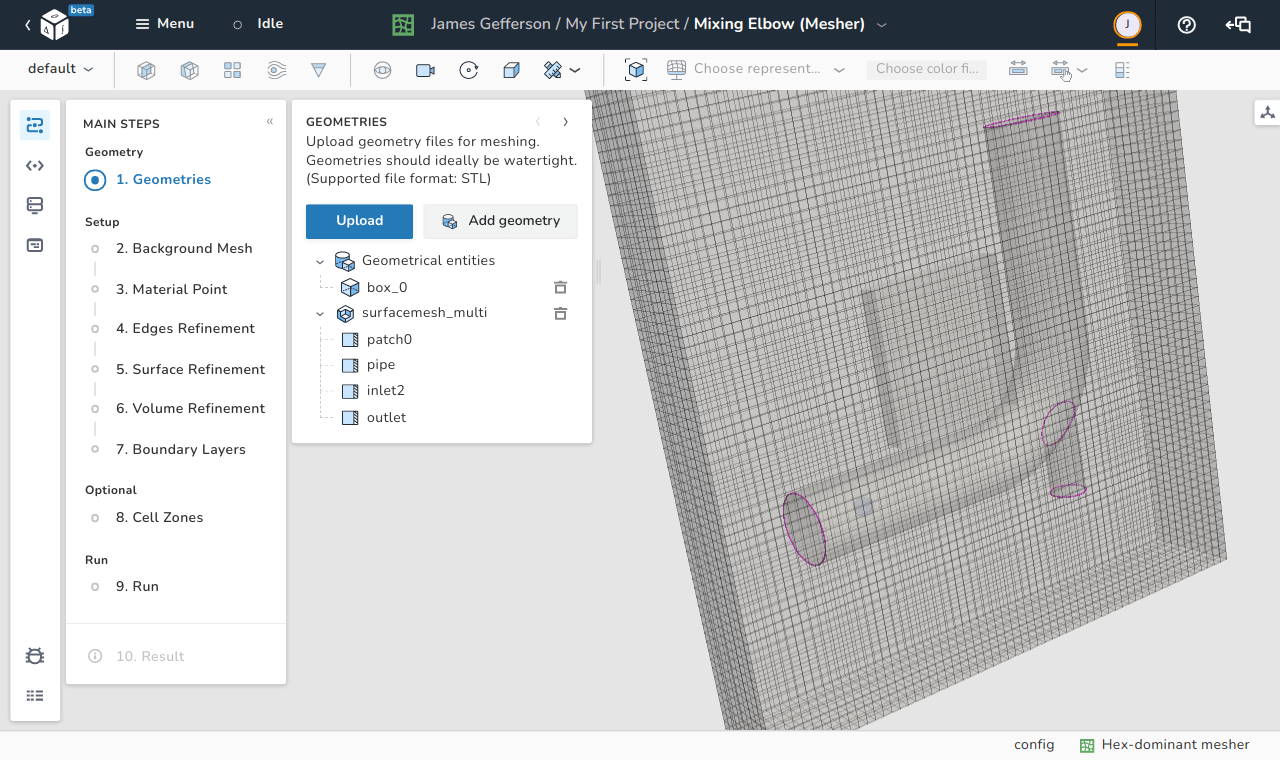 beta
Menu
Idle
James Gefferson / My First Project / Mixing Elbow (Mesher)
J
default
Choose represent...
Choose color fi...
MAIN STEPS
Geometry
1. Geometries
Setup
2. Background Mesh
3. Material Point
4. Edges Refinement
5. Surface Refinement
6. Volume Refinement
7. Boundary Layers
Optional
8. Cell Zones
Run
9. Run
10. Result
GEOMETRIES
Upload geometry files for meshing.
Geometries should ideally be watertight.
(Supported file format: STL)
Upload
Add geometry
Geometrical entities
box_0
surfacemesh_multi
patch0
pipe
inlet2
outlet
config
Hex-dominant mesher